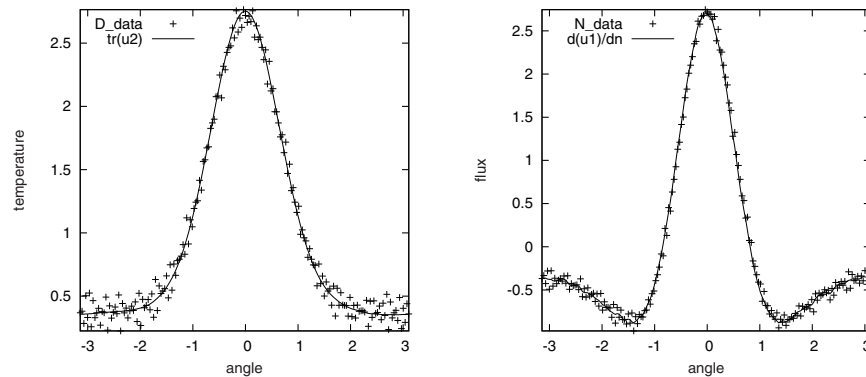 D_data
tr(u2)
2.5
2
1.5
1
0.5
-3 -2 -1 0 1 2 3
temperature
angle
N_data
d(u1)/dn
2.5
2
1.5
1
0.5
0
-0.5
-3 -2 -1 0 1 2 3
flux
angle